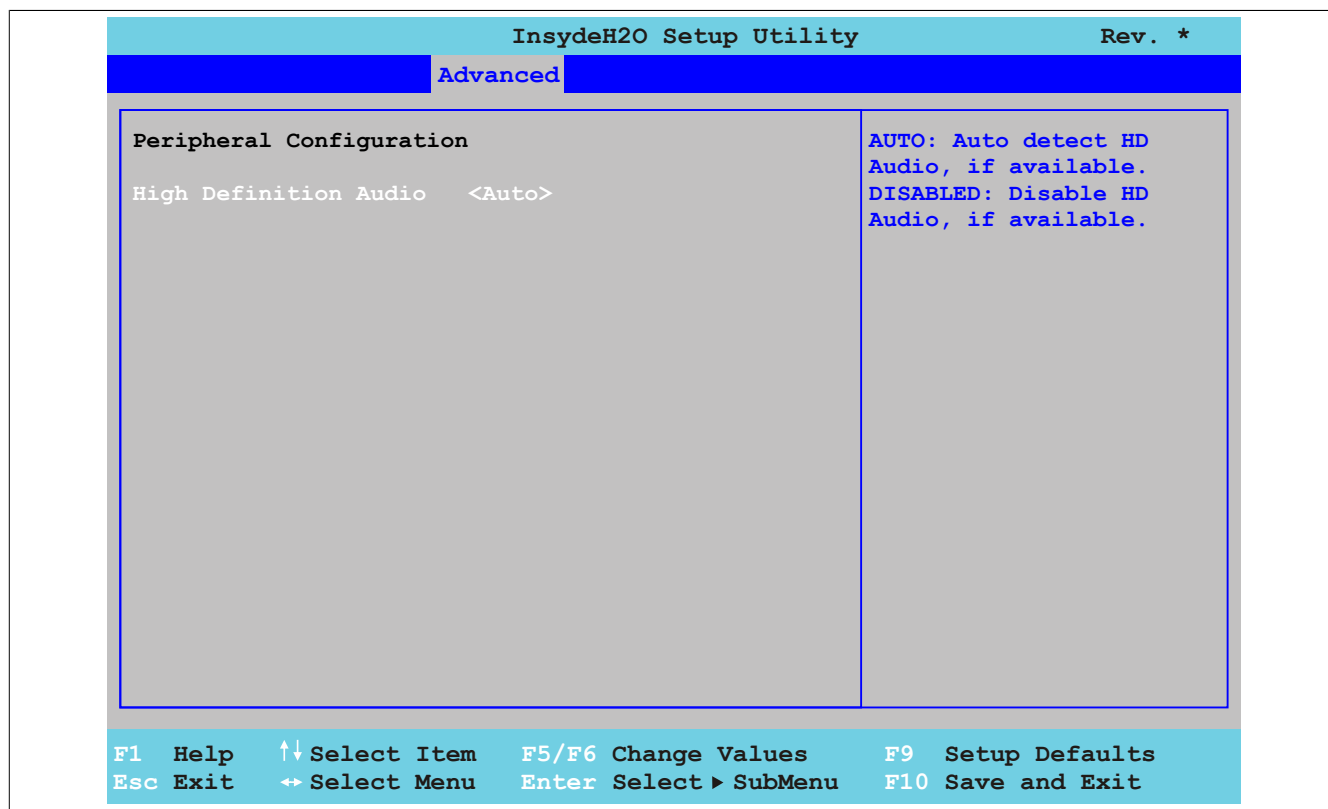 InsydeH2O Setup Utility Rev. *
Advanced
Peripheral Configuration
High Definition Audio <Auto>
AUTO: Auto detect HD
Audio, if available.
DISABLED: Disable HD
Audio, if available.
F1 Help ↑↓ Select Item F5/F6 Change Values F9 Setup Defaults
Esc Exit ↔ Select Menu Enter Select ▶ SubMenu F10 Save and Exit